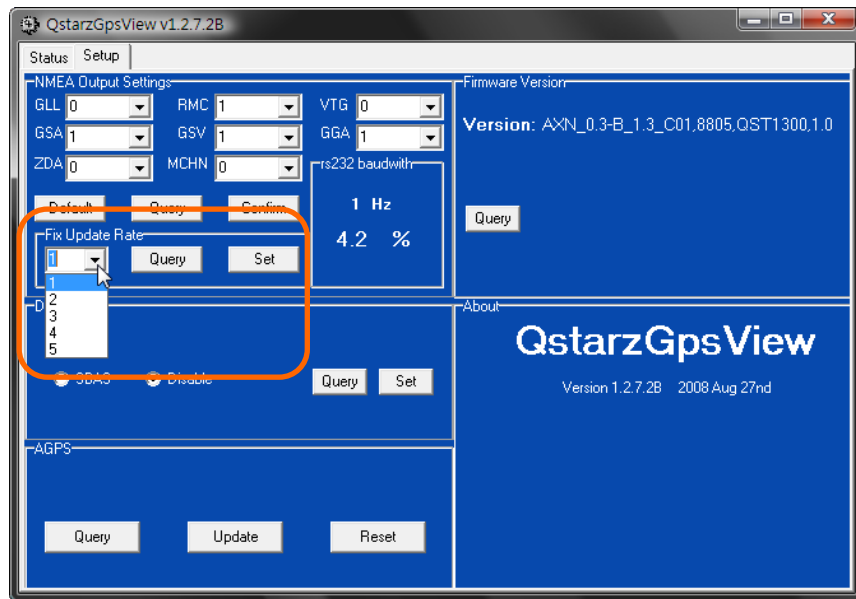 QstarzGpsView v1.2.7.2B
Status Setup
NMEA Output Settings
GLL 0 RMC 1 VTG 0
GSA 1 GSV 1 GGA 1
ZDA 0 MCHN 0
rs232 baudwith
Default Query Confirm
1 Hz
4.2 %
Fix Update Rate
1 Query Set
1
2
3
4
5
D
SBAS Disable Query Set
AGPS
Query Update Reset
Firmware Version
Version: AXN_0.3-B_1.3_C01,8805,QST1300,1.0
Query
About
QstarzGpsView
Version 1.2.7.2B 2008 Aug 27nd